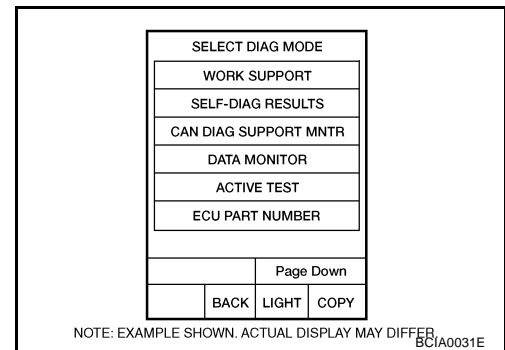 SELECT DIAG MODE
WORK SUPPORT
SELF-DIAG RESULTS
CAN DIAG SUPPORT MNTR
DATA MONITOR
ACTIVE TEST
ECU PART NUMBER
Page Down
BACK LIGHT COPY
NOTE: EXAMPLE SHOWN. ACTUAL DISPLAY MAY DIFFER.
BCIA0031E